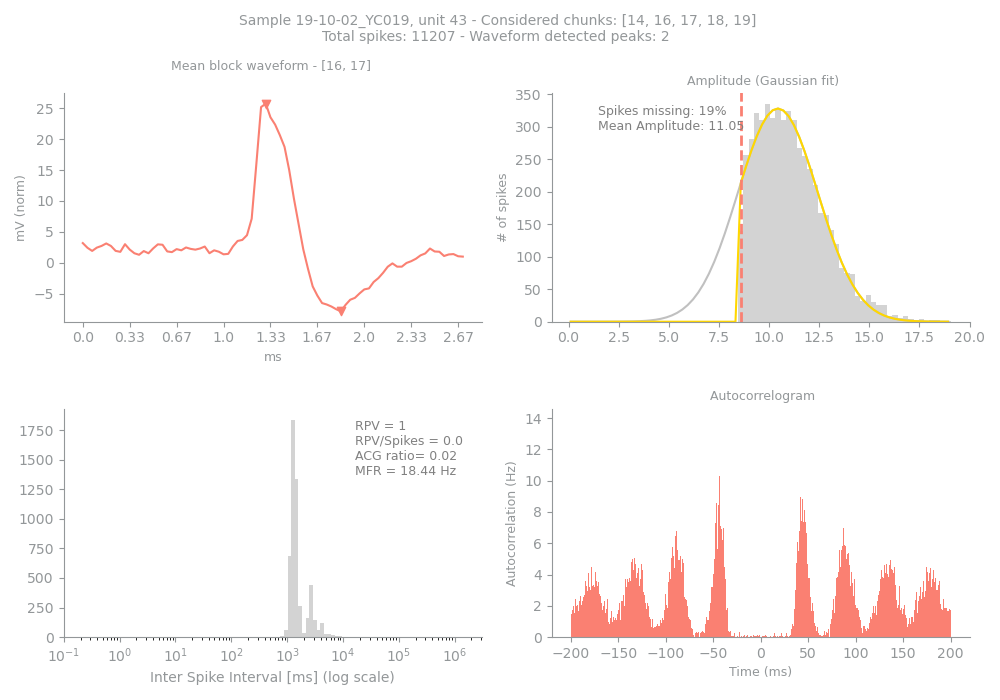 Sample 19-10-02_YC019, unit 43 - Considered chunks: [14, 16, 17, 18, 19]
Total spikes: 11207 - Waveform detected peaks: 2
Mean block waveform - [16, 17]
mV (norm)
25
20
15
10
5
0
−5
0.0 0.33 0.67 1.0 1.33 1.67 2.0 2.33 2.67
ms
Amplitude (Gaussian fit)
Spikes missing: 19%
Mean Amplitude: 11.05
# of spikes
350
300
250
200
150
100
50
0
0.0 2.5 5.0 7.5 10.0 12.5 15.0 17.5 20.0
RPV = 1
RPV/Spikes = 0.0
ACG ratio= 0.02
MFR = 18.44 Hz
1750
1500
1250
1000
750
500
250
0
10⁻¹ 10⁰ 10¹ 10² 10³ 10⁴ 10⁵ 10⁶
Inter Spike Interval [ms] (log scale)
Autocorrelogram
Autocorrelation (Hz)
14
12
10
8
6
4
2
0
−200 −150 −100 −50 0 50 100 150 200
Time (ms)